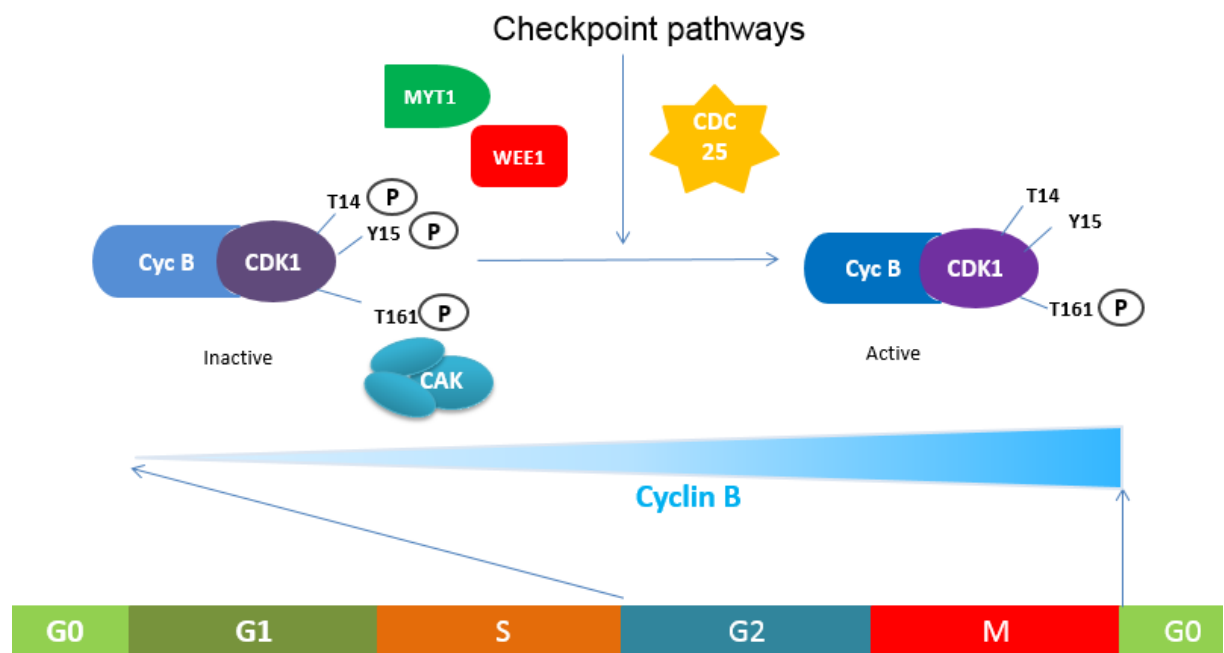 Checkpoint pathways
MYT1
WEE1
CDC
25
T14 P
Y15 P
Cyc B CDK1
T161 P
Inactive
CAK
T14
Y15
Cyc B CDK1
T161 P
Active
Cyclin B
G0 G1 S G2 M G0